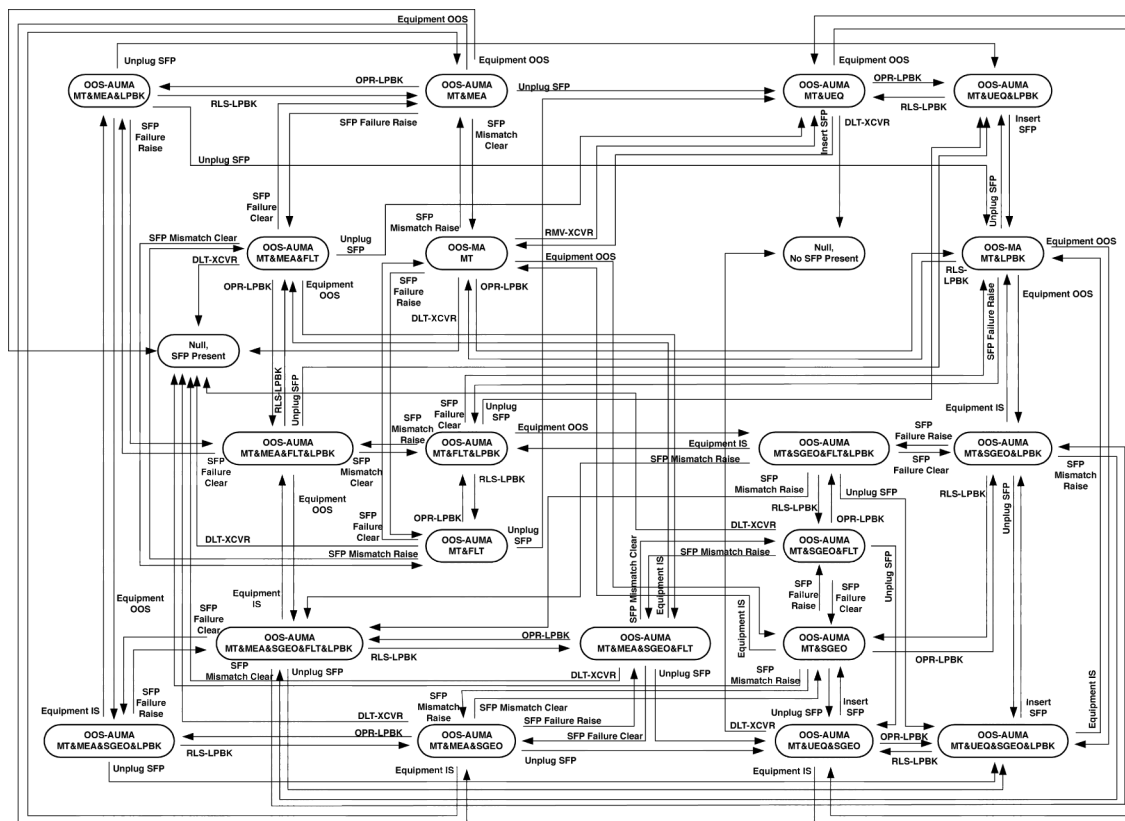 Equipment OOS
Unplug SFP
Equipment OOS
Equipment OOS
OOS-AUMA
MT&MEA&LPBK
OPR-LPBK
RLS-LPBK
OOS-AUMA
MT&MEA
Unplug SFP
OOS-AUMA
MT&UEQ
OPR-LPBK
RLS-LPBK
OOS-AUMA
MT&UEQ&LPBK
SFP
Failure
Raise
SFP Failure Raise
SFP
Mismatch
Clear
Insert SFP
DLT-XCVR
Insert
SFP
Unplug SFP
Unplug SFP
SFP
Failure
Clear
SFP
Mismatch Raise
SFP Mismatch Clear
OOS-AUMA
MT&MEA&FLT
Unplug
SFP
OOS-MA
MT
RMV-XCVR
Null,
No SFP Present
OOS-MA
MT&LPBK
Equipment OOS
DLT-XCVR
Equipment OOS
RLS-
LPBK
OPR-LPBK
Equipment
OOS
SFP
Failure
Raise
OPR-LPBK
SFP Failure Raise
Equipment OOS
DLT-XCVR
Null,
SFP Present
RLS-LPBK
Unplug SFP
SFP
Failure
Clear
Unplug
SFP
Equipment IS
SFP
Mismatch
Raise
Equipment OOS
OOS-AUMA
MT&MEA&FLT&LPBK
OOS-AUMA
MT&FLT&LPBK
Equipment IS
OOS-AUMA
MT&SGEO&FLT&LPBK
SFP
Failure Raise
SFP
Failure Clear
OOS-AUMA
MT&SGEO&LPBK
SFP
Failure
Clear
SFP
Mismatch
Clear
SFP Mismatch Raise
SFP
Mismatch Raise
Unplug SFP
SFP
Mismatch
Raise
RLS-LPBK
RLS-LPBK
RLS-LPBK
Unplug SFP
Equipment
OOS
SFP
Failure
Clear
OPR-LPBK
OPR-LPBK
DLT-XCVR
OOS-AUMA
MT&FLT
Unplug
SFP
OOS-AUMA
MT&SGEO&FLT
SFP Mismatch Raise
SFP Mismatch Raise
SFP Mismatch Clear
Equipment IS
Unplug SFP
Equipment
OOS
Equipment
IS
SFP
Failure
Raise
SFP
Failure
Clear
Equipment IS
SFP
Failure
Clear
OOS-AUMA
MT&MEA&SGEO&FLT&LPBK
OPR-LPBK
RLS-LPBK
OOS-AUMA
MT&MEA&SGEO&FLT
OOS-AUMA
MT&SGEO
OPR-LPBK
SFP
Mismatch Clear
Unplug SFP
DLT-XCVR
Unplug SFP
SFP
Mismatch Raise
Equipment IS
SFP
Failure
Raise
Equipment IS
SFP
Mismatch
Raise
SFP Mismatch Clear
SFP Failure Raise
Unplug SFP
Insert
SFP
Insert
SFP
DLT-XCVR
DLT-XCVR
OOS-AUMA
MT&MEA&SGEO&LPBK
OPR-LPBK
RLS-LPBK
OOS-AUMA
MT&MEA&SGEO
SFP Failure Clear
OOS-AUMA
MT&UEQ&SGEO
OPR-LPBK
RLS-LPBK
OOS-AUMA
MT&UEQ&SGEO&LPBK
Unplug SFP
Unplug SFP
Equipment IS
Equipment IS